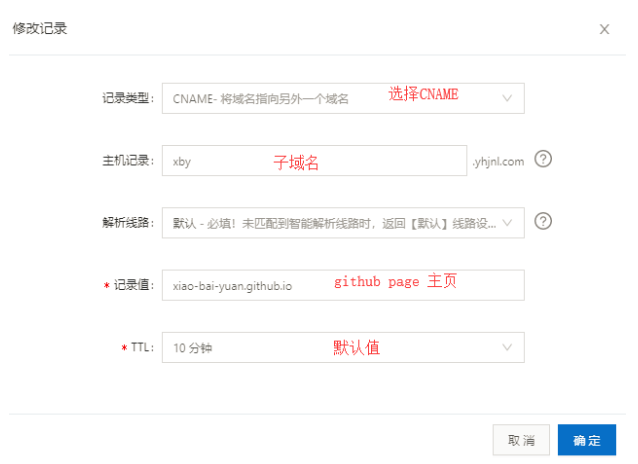 修改记录
记录类型: CNAME- 将域名指向另外一个域名 选择CNAME
主机记录: xby 子域名 .yhjnl.com ?
解析线路: 默认 - 必填！未匹配到智能解析线路时，返回【默认】线路设... ?
* 记录值: xiao-bai-yuan.github.io github page 主页
* TTL: 10 分钟 默认值
取消 确定